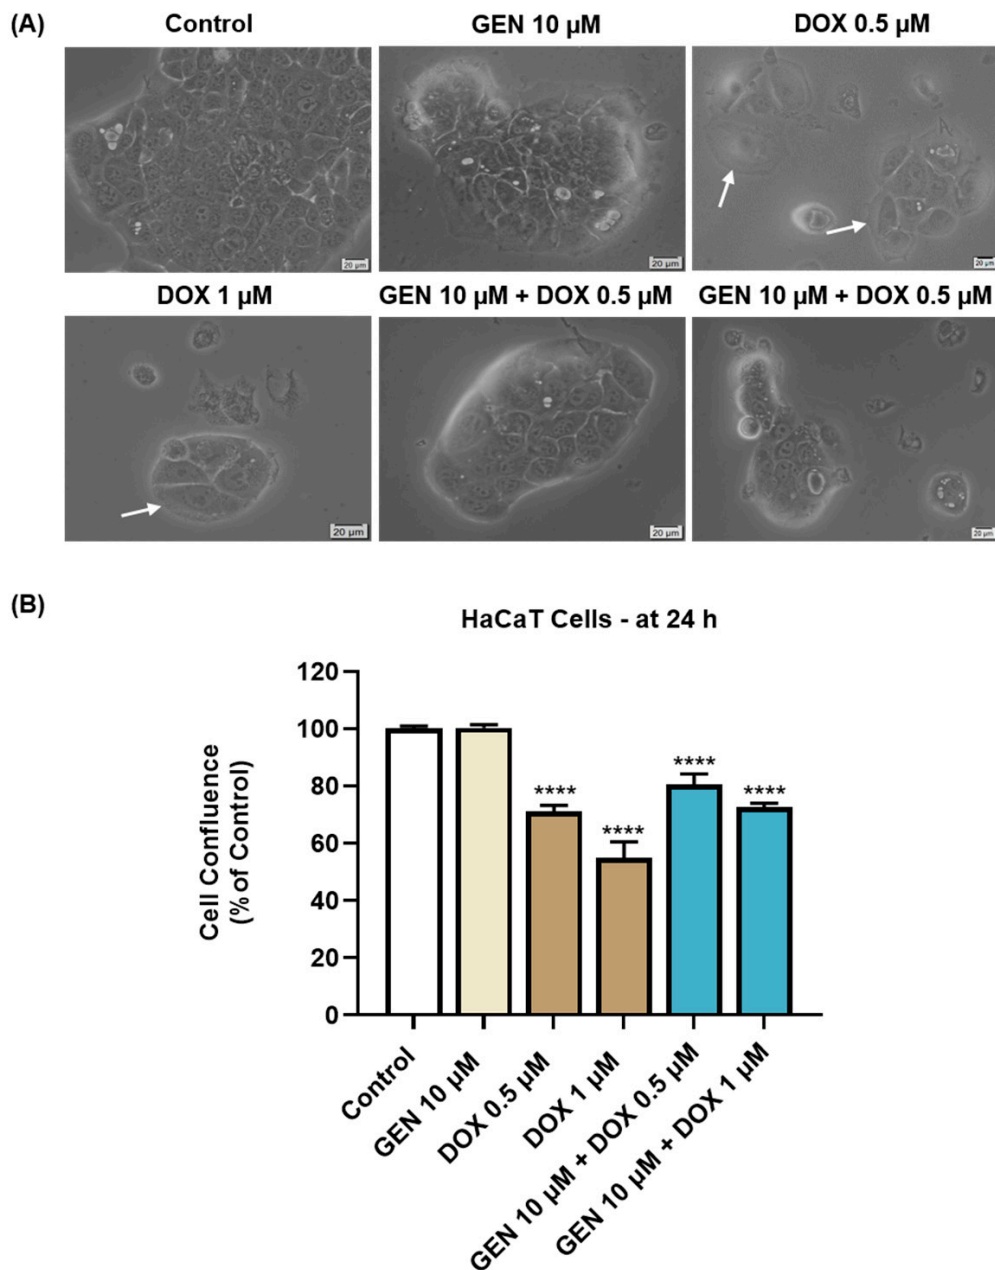 (A)
Control
GEN 10 µM
DOX 0.5 µM
20 µm
20 µm
20 µm
DOX 1 µM
GEN 10 µM + DOX 0.5 µM
GEN 10 µM + DOX 0.5 µM
20 µm
20 µm
20 µm
(B)
HaCaT Cells - at 24 h
Cell Confluence
(% of Control)
120
100
80
60
40
20
0
****
****
****
****
Control
GEN 10 µM
DOX 0.5 µM
DOX 1 µM
GEN 10 µM + DOX 0.5 µM
GEN 10 µM + DOX 1 µM